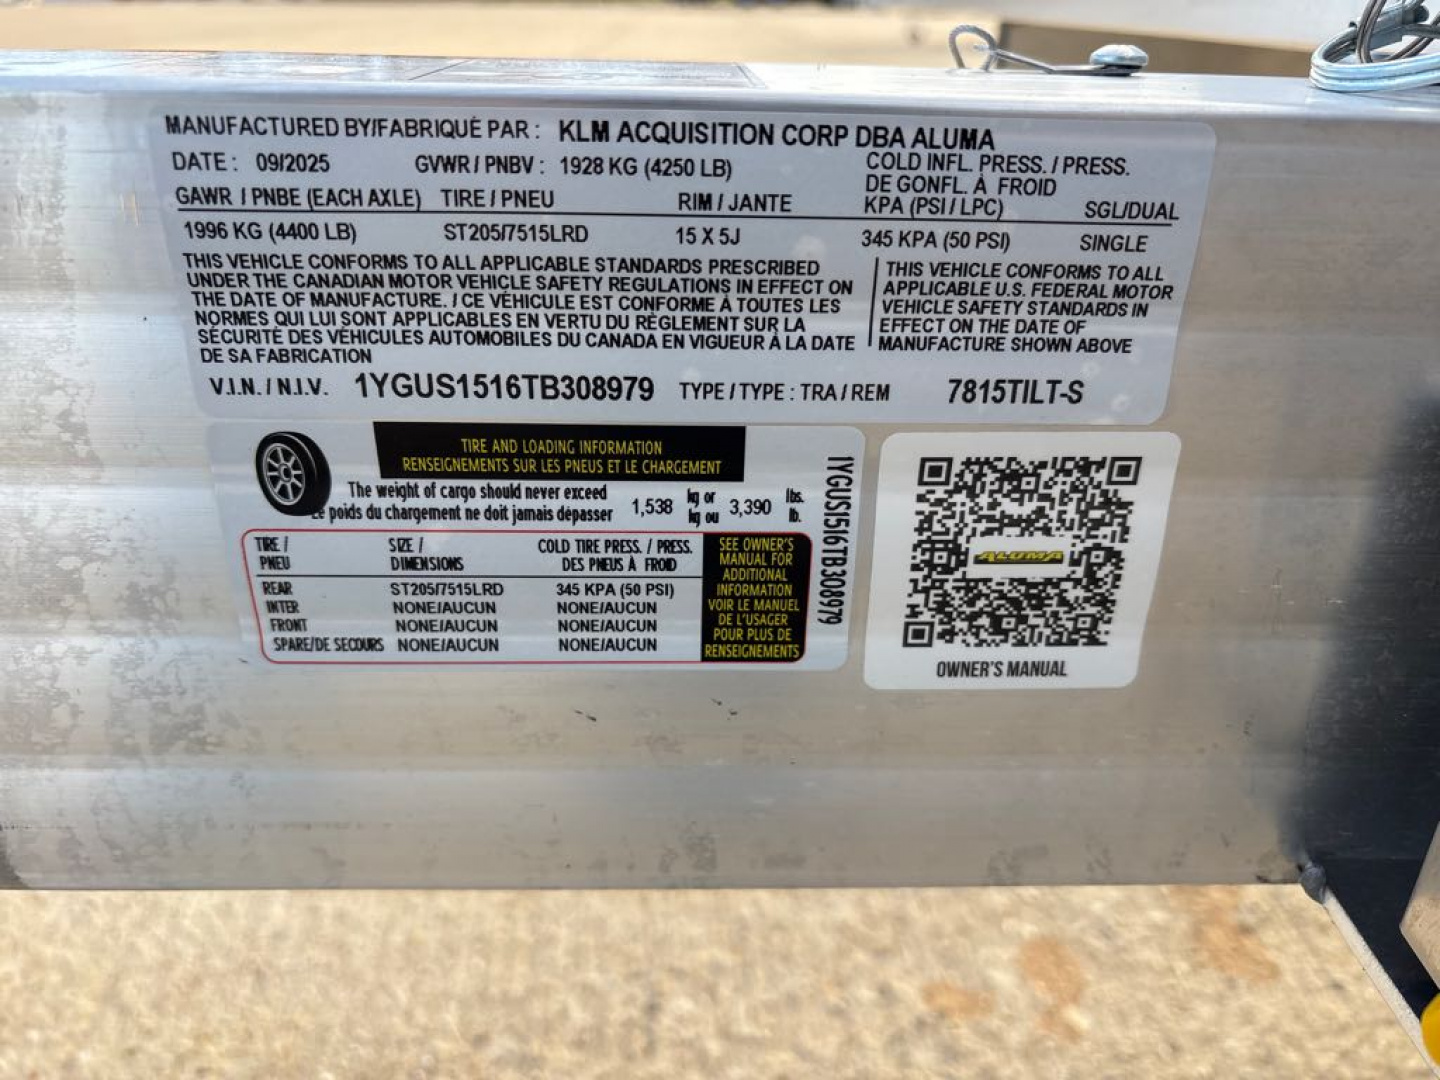 MANUFACTURED BY/FABRIQUÉ PAR : KLM ACQUISITION CORP DBA ALUMA
DATE : 09/2025 GVWR / PNBV : 1928 KG (4250 LB) COLD INFL. PRESS. / PRESS.
DE GONFL. À FROID
GAWR / PNBE (EACH AXLE) TIRE / PNEU RIM / JANTE KPA (PSI / LPC) SGL/DUAL
1996 KG (4400 LB) ST205/7515LRD 15 X 5J 345 KPA (50 PSI) SINGLE
THIS VEHICLE CONFORMS TO ALL APPLICABLE STANDARDS PRESCRIBED
UNDER THE CANADIAN MOTOR VEHICLE SAFETY REGULATIONS IN EFFECT ON
THE DATE OF MANUFACTURE. / CE VÉHICULE EST CONFORME À TOUTES LES
NORMES QUI LUI SONT APPLICABLES EN VERTU DU RÈGLEMENT SUR LA
SÉCURITÉ DES VÉHICULES AUTOMOBILES DU CANADA EN VIGUEUR À LA DATE
DE SA FABRICATION
THIS VEHICLE CONFORMS TO ALL
APPLICABLE U.S. FEDERAL MOTOR
VEHICLE SAFETY STANDARDS IN
EFFECT ON THE DATE OF
MANUFACTURE SHOWN ABOVE
V.I.N. / N.I.V. 1YGUS1516TB308979 TYPE / TYPE : TRA / REM 7815TILT-S
TIRE AND LOADING INFORMATION
RENSEIGNEMENTS SUR LES PNEUS ET LE CHARGEMENT
The weight of cargo should never exceed 1,538 kg or 3,390 lbs.
Le poids du chargement ne doit jamais dépasser kg ou lb.
TIRE / SIZE / COLD TIRE PRESS. / PRESS.
PNEU DIMENSIONS DES PNEUS À FROID
REAR ST205/7515LRD 345 KPA (50 PSI)
INTER NONE/AUCUN NONE/AUCUN
FRONT NONE/AUCUN NONE/AUCUN
SPARE/DE SECOURS NONE/AUCUN NONE/AUCUN
SEE OWNER'S
MANUAL FOR
ADDITIONAL
INFORMATION
VOIR LE MANUEL
DE L'USAGER
POUR PLUS DE
RENSEIGNEMENTS
1YGUS1516TB308979
ALUMA
OWNER'S MANUAL